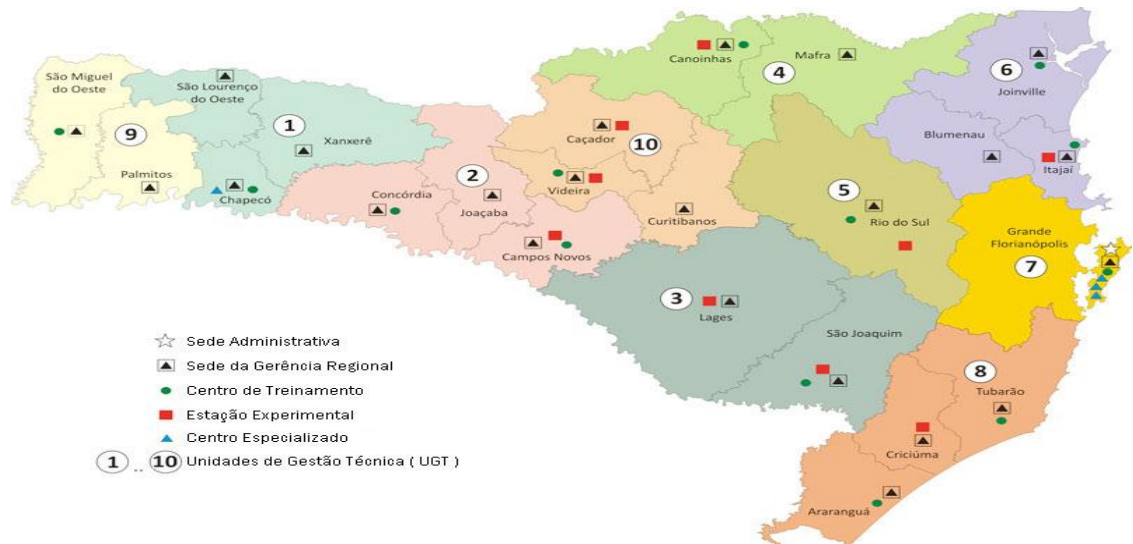 São Miguel
do Oeste
9
Palmitos
São Lourenço
do Oeste
1
Xanxerê
Chapecó
Concórdia
2
Joaçaba
Campos Novos
Caçador
10
Videira
Curitibanos
Canoinhas
4
Mafra
6
Joinville
Blumenau
Itajaí
5
Rio do Sul
Grande
Florianópolis
7
3
Lages
São Joaquim
8
Tubarão
Criciúma
Araranguá
Sede Administrativa
Sede da Gerência Regional
Centro de Treinamento
Estação Experimental
Centro Especializado
1 .. 10 Unidades de Gestão Técnica ( UGT )